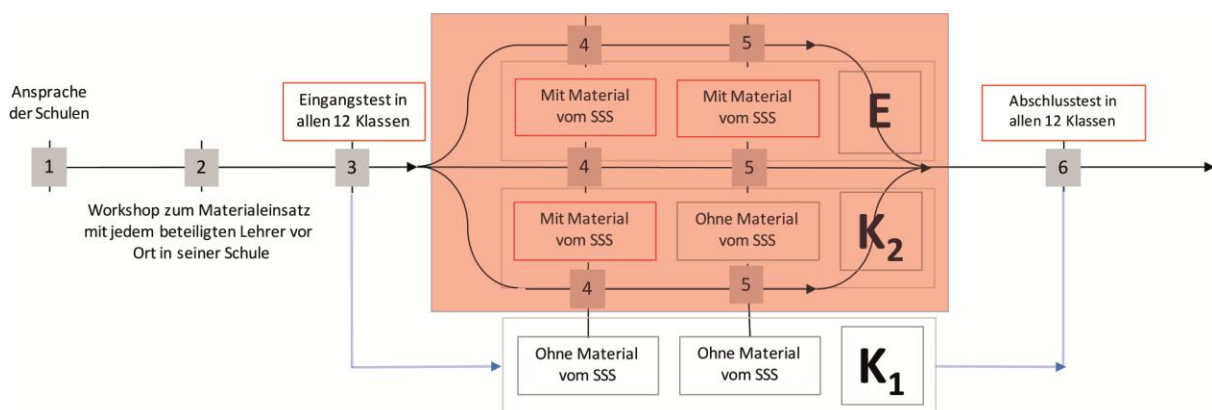 4
5
Ansprache
der Schulen
Eingangstest in
allen 12 Klassen
Mit Material
vom SSS
Mit Material
vom SSS
E
Abschlusstest in
allen 12 Klassen
1
2
3
4
5
6
Workshop zum Materialeinsatz
mit jedem beteiligten Lehrer vor
Ort in seiner Schule
Mit Material
vom SSS
Ohne Material
vom SSS
K2
4
5
Ohne Material
vom SSS
Ohne Material
vom SSS
K1